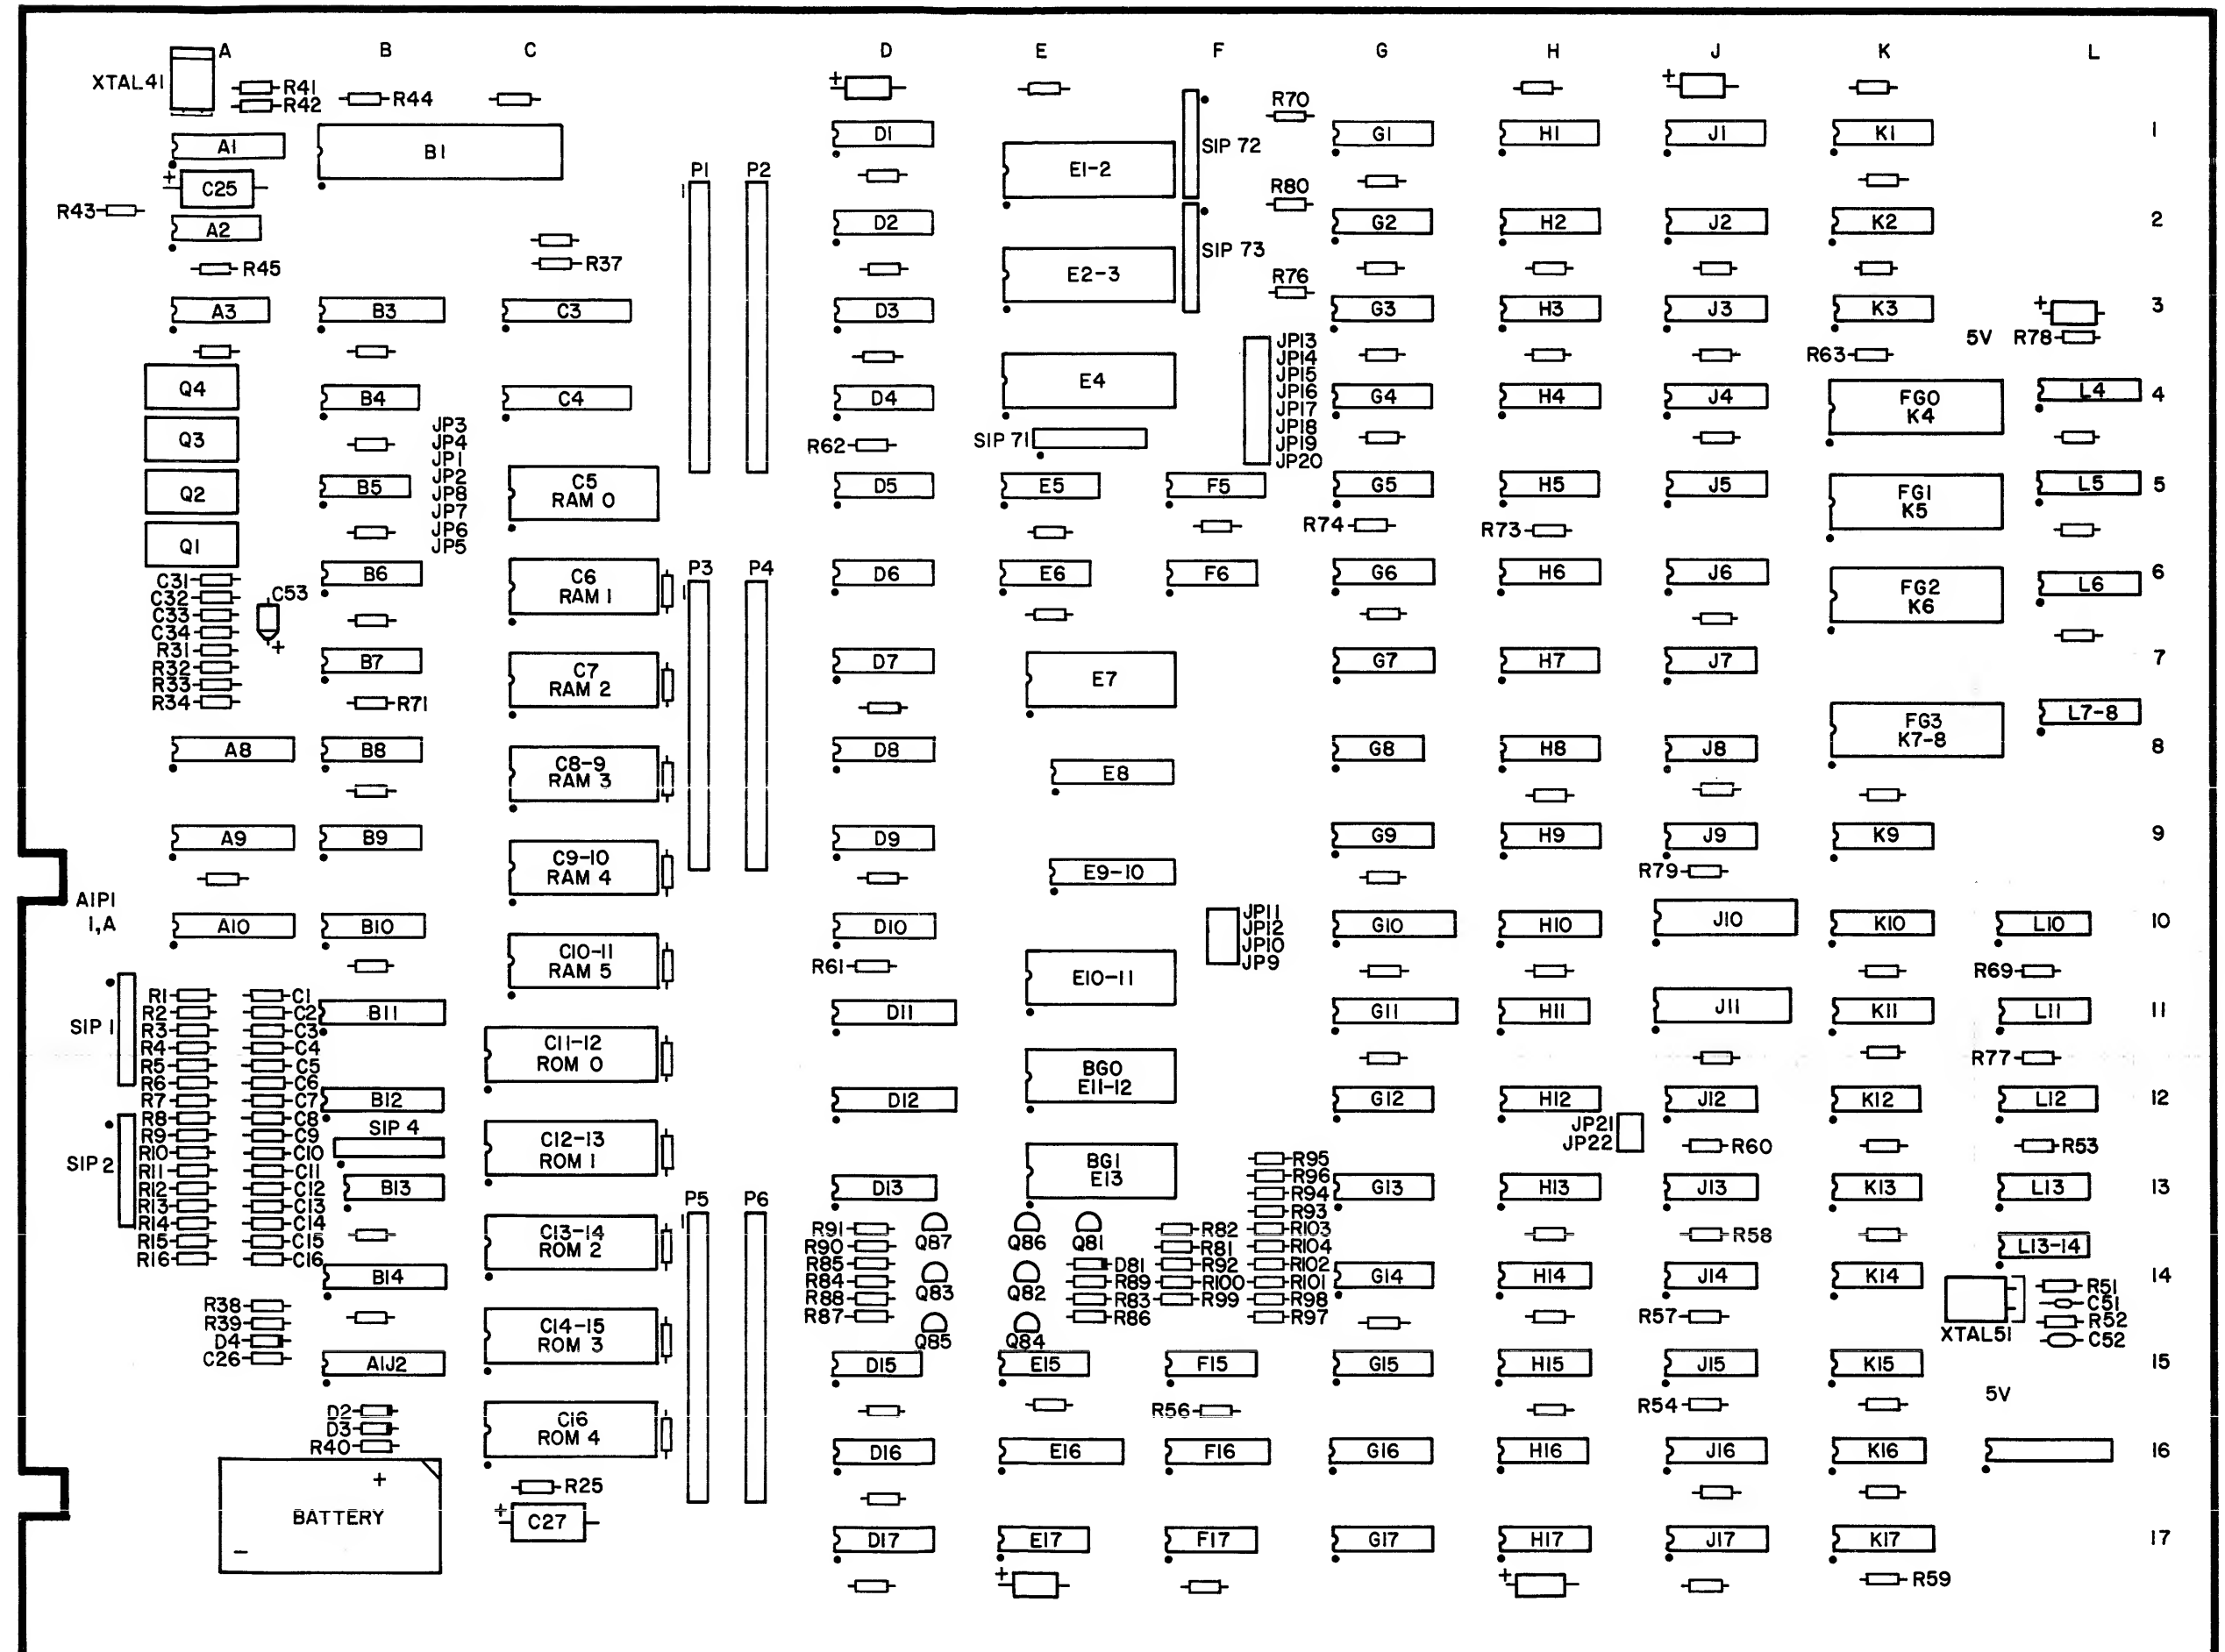 A B C D E F G H J K L
XTAL41
R41
R42
R44
+
+
R70
A1
B1
D1
E1-2
SIP 72
G1
H1
J1
K1
1
+
C25
P1
P2
R80
R43
A2
D2
G2
H2
J2
K2
2
R45
R37
E2-3
SIP 73
R76
A3
B3
C3
D3
G3
H3
J3
K3
3
+
5V
R78
R63
JP13
JP14
JP15
JP16
JP17
JP18
JP19
JP20
Q4
B4
C4
D4
E4
G4
H4
J4
FG0
K4
L4
4
JP3
JP4
JP1
JP2
JP8
JP7
JP6
JP5
Q3
R62
SIP 71
Q2
B5
C5
RAM 0
D5
E5
F5
G5
H5
J5
FG1
K5
L5
5
R74
R73
Q1
C31
C32
C33
C34
R31
R32
R33
R34
C53
+
B6
C6
RAM 1
P3
P4
D6
E6
F6
G6
H6
J6
FG2
K6
L6
6
B7
C7
RAM 2
D7
E7
G7
H7
J7
7
R71
FG3
K7-8
L7-8
A8
B8
C8-9
RAM 3
D8
E8
G8
H8
J8
8
A9
B9
C9-10
RAM 4
D9
E9-10
G9
H9
J9
K9
9
R79
A1P1
1,A
A10
B10
C10-11
RAM 5
D10
JP11
JP12
JP10
JP9
G10
H10
J10
K10
L10
10
R61
E10-11
R69
SIP 1
R1
R2
R3
R4
R5
R6
R7
R8
R9
R10
R11
R12
R13
R14
R15
R16
C1
C2
C3
C4
C5
C6
C7
C8
C9
C10
C11
C12
C13
C14
C15
C16
SIP 2
B11
C11-12
ROM 0
D11
G11
H11
J11
K11
L11
11
BG0
E11-12
R77
B12
SIP 4
C12-13
ROM 1
D12
G12
H12
JP21
JP22
J12
K12
L12
12
R60
R53
B13
P5
P6
D13
BG1
E13
R95
R96
R94
R93
R103
R104
R102
R101
R98
R97
G13
H13
J13
K13
L13
13
C13-14
ROM 2
R91
R90
R85
R84
R88
R87
Q87
Q86
Q81
R82
R81
R92
R100
R99
D81
R89
R83
R86
Q83
Q82
Q85
Q84
R58
L13-14
B14
G14
H14
J14
K14
14
R38
R39
D4
C26
C14-15
ROM 3
R57
XTAL51
R51
C51
R52
C52
A1J2
D15
E15
F15
G15
H15
J15
K15
15
D2
D3
R40
C16
ROM 4
R56
R54
5V
D16
E16
F16
G16
H16
J16
K16
16
+
BATTERY
-
R25
+
C27
D17
E17
F17
G17
H17
J17
K17
17
+
+
R59